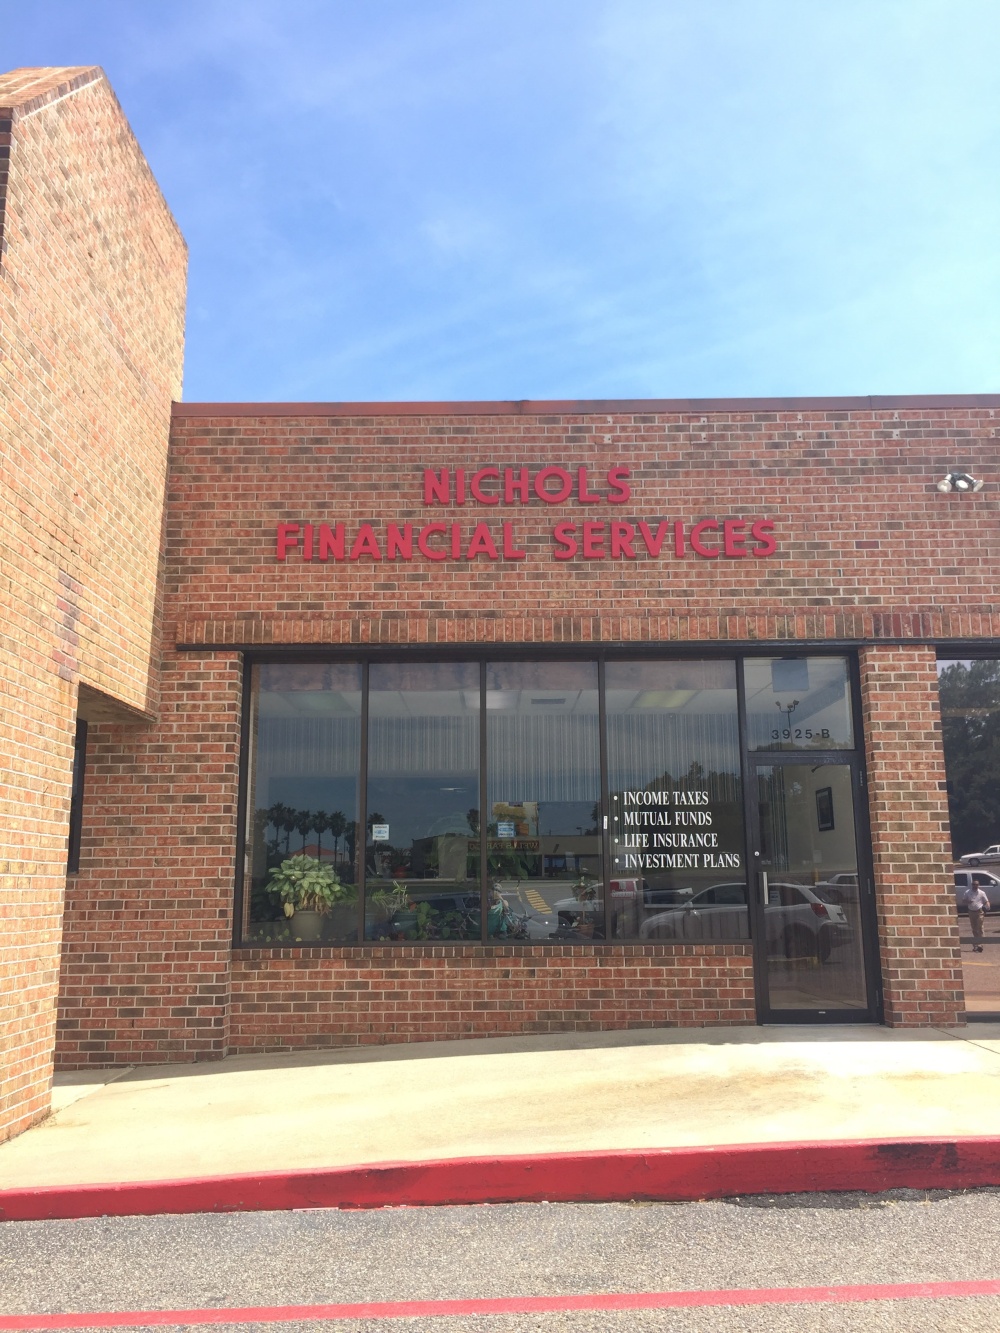 NICHOLS
FINANCIAL SERVICES
3925-B
• INCOME TAXES
• MUTUAL FUNDS
• LIFE INSURANCE
• INVESTMENT PLANS